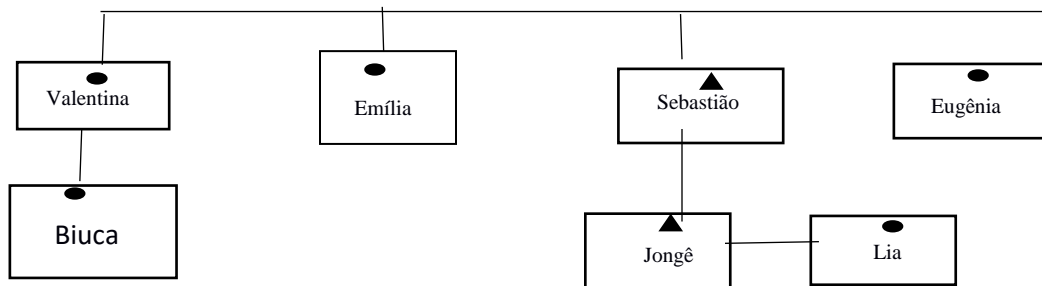 Valentina
Emília
Sebastião
Eugênia
Biuca
Jongê
Lia